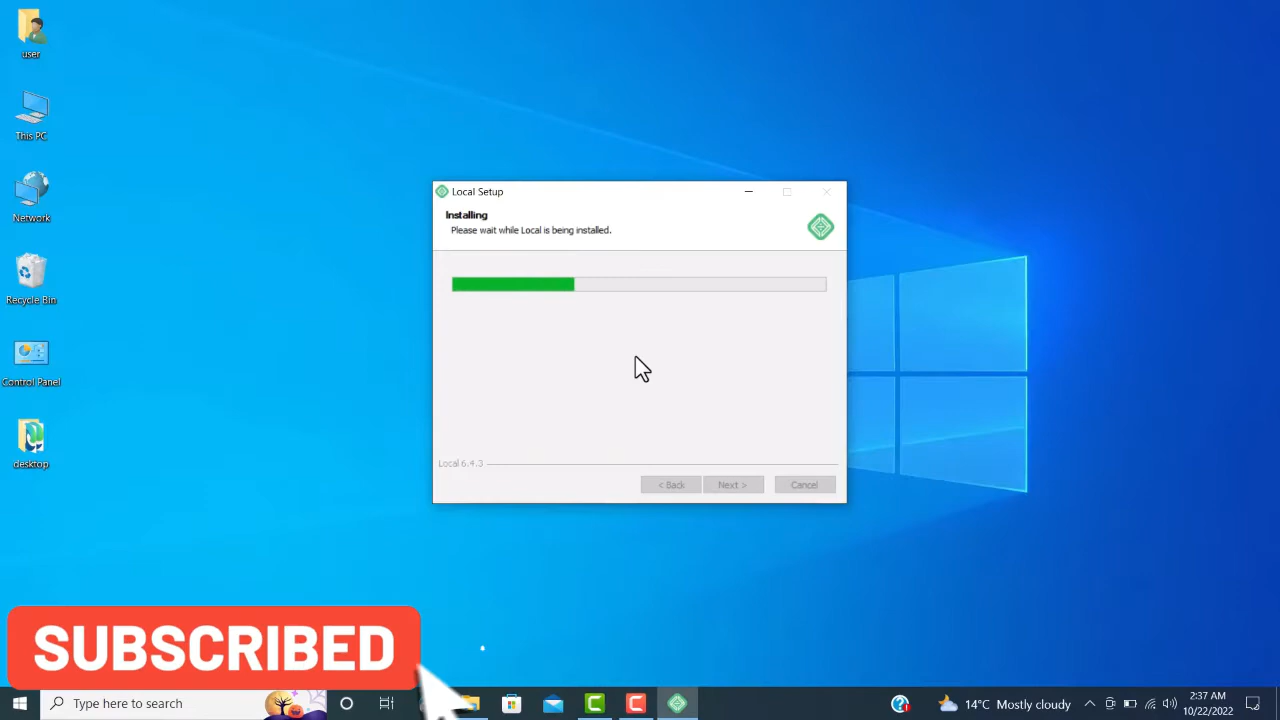 user
This PC
Network
Recycle Bin
Control Panel
desktop
Local Setup
Installing
Please wait while Local is being installed.
Local 6.4.3
< Back
Next >
Cancel
SUBSCRIBED
Type here to search
14°C Mostly cloudy
2:37 AM
10/22/2022